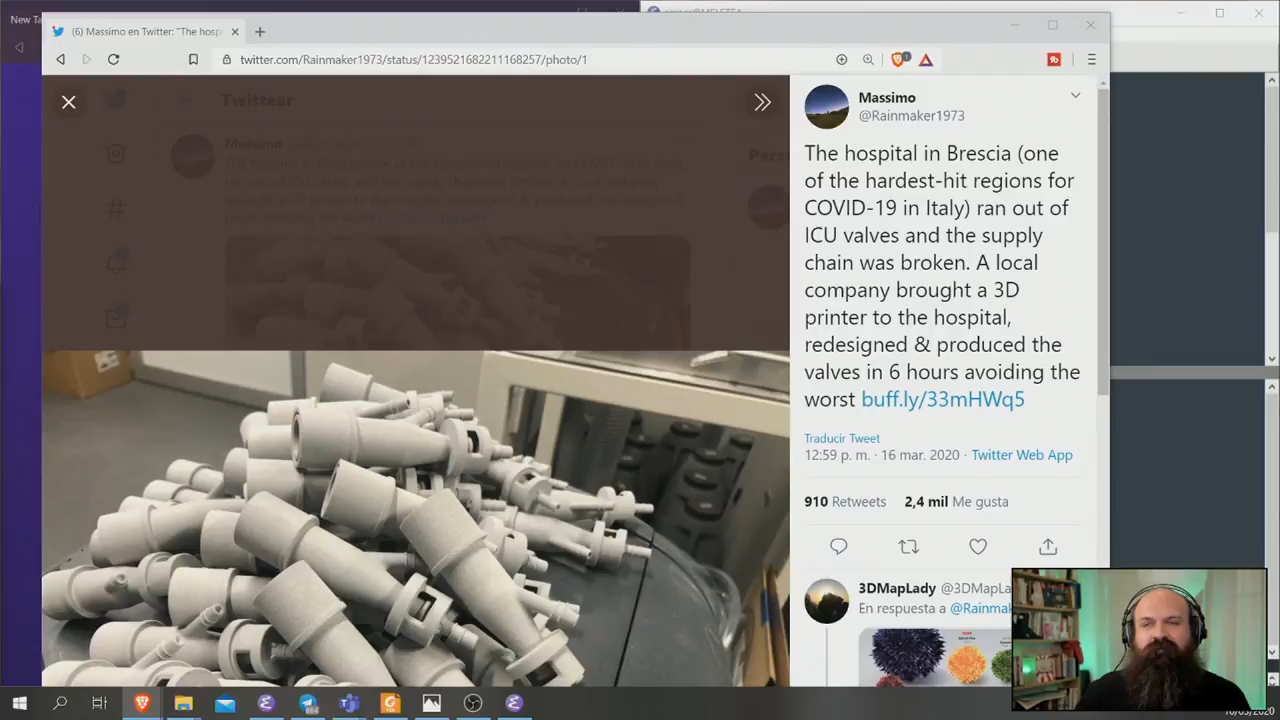 New Ta
(6) Massimo en Twitter: "The hosp
twitter.com/Rainmaker1973/status/1239521682211168257/photo/1
Twittear
Massimo
Massimo
@Rainmaker1973
The hospital in Brescia (one
of the hardest-hit regions for
COVID-19 in Italy) ran out of
ICU valves and the supply
chain was broken. A local
company brought a 3D
printer to the hospital,
redesigned & produced the
valves in 6 hours avoiding the
worst buff.ly/33mHWq5
Traducir Tweet
12:59 p. m. · 16 mar. 2020 · Twitter Web App
910 Retweets 2,4 mil Me gusta
3DMapLady @3DMapLa
En respuesta a @Rainmak